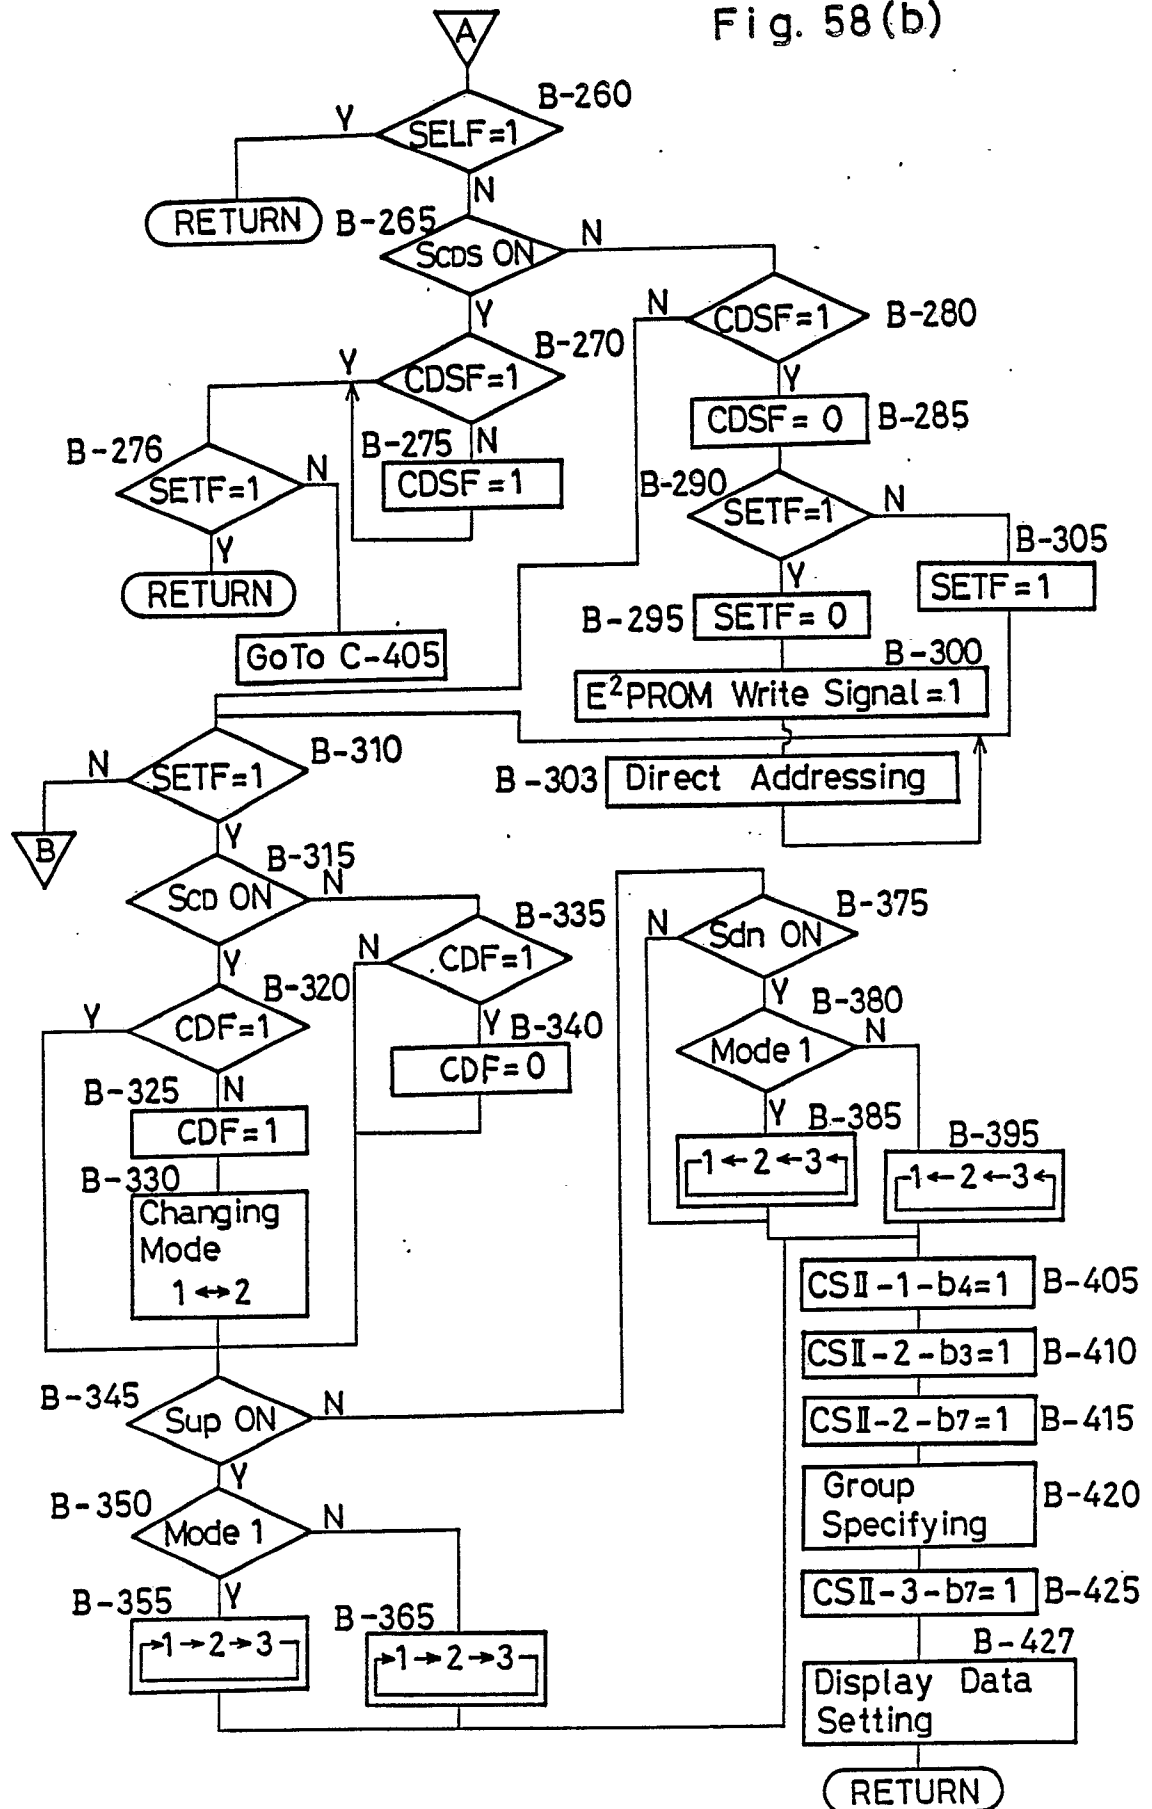 Fig. 58(b)
A
B-260
Y
SELF=1
N
RETURN
B-265
SCDS ON
N
Y
N
CDSF=1
B-280
B-270
Y
CDSF=1
Y
CDSF=0
B-285
B-276
B-275
N
N
SETF=1
CDSF=1
B-290
SETF=1
N
Y
B-305
RETURN
Y
SETF=1
B-295
SETF=0
GoTo C-405
B-300
E²PROM Write Signal=1
B-310
N
SETF=1
B-303
Direct Addressing
B
Y
B-315
SCD ON
N
B-335
B-375
N
Sdn ON
N
CDF=1
Y
B-320
Y
B-380
Y
CDF=1
Y
B-340
Mode 1
N
CDF=0
B-325
N
Y
B-385
CDF=1
B-395
1←2←3←
1←2←3←
B-330
Changing
Mode
1↔2
CSⅡ-1-b4=1
B-405
CSⅡ-2-b3=1
B-410
B-345
Sup ON
N
CSⅡ-2-b7=1
B-415
Y
B-350
Group
Specifying
B-420
Mode 1
N
Y
CSⅡ-3-b7=1
B-425
B-355
B-365
→1→2→3
→1→2→3
B-427
Display Data
Setting
RETURN